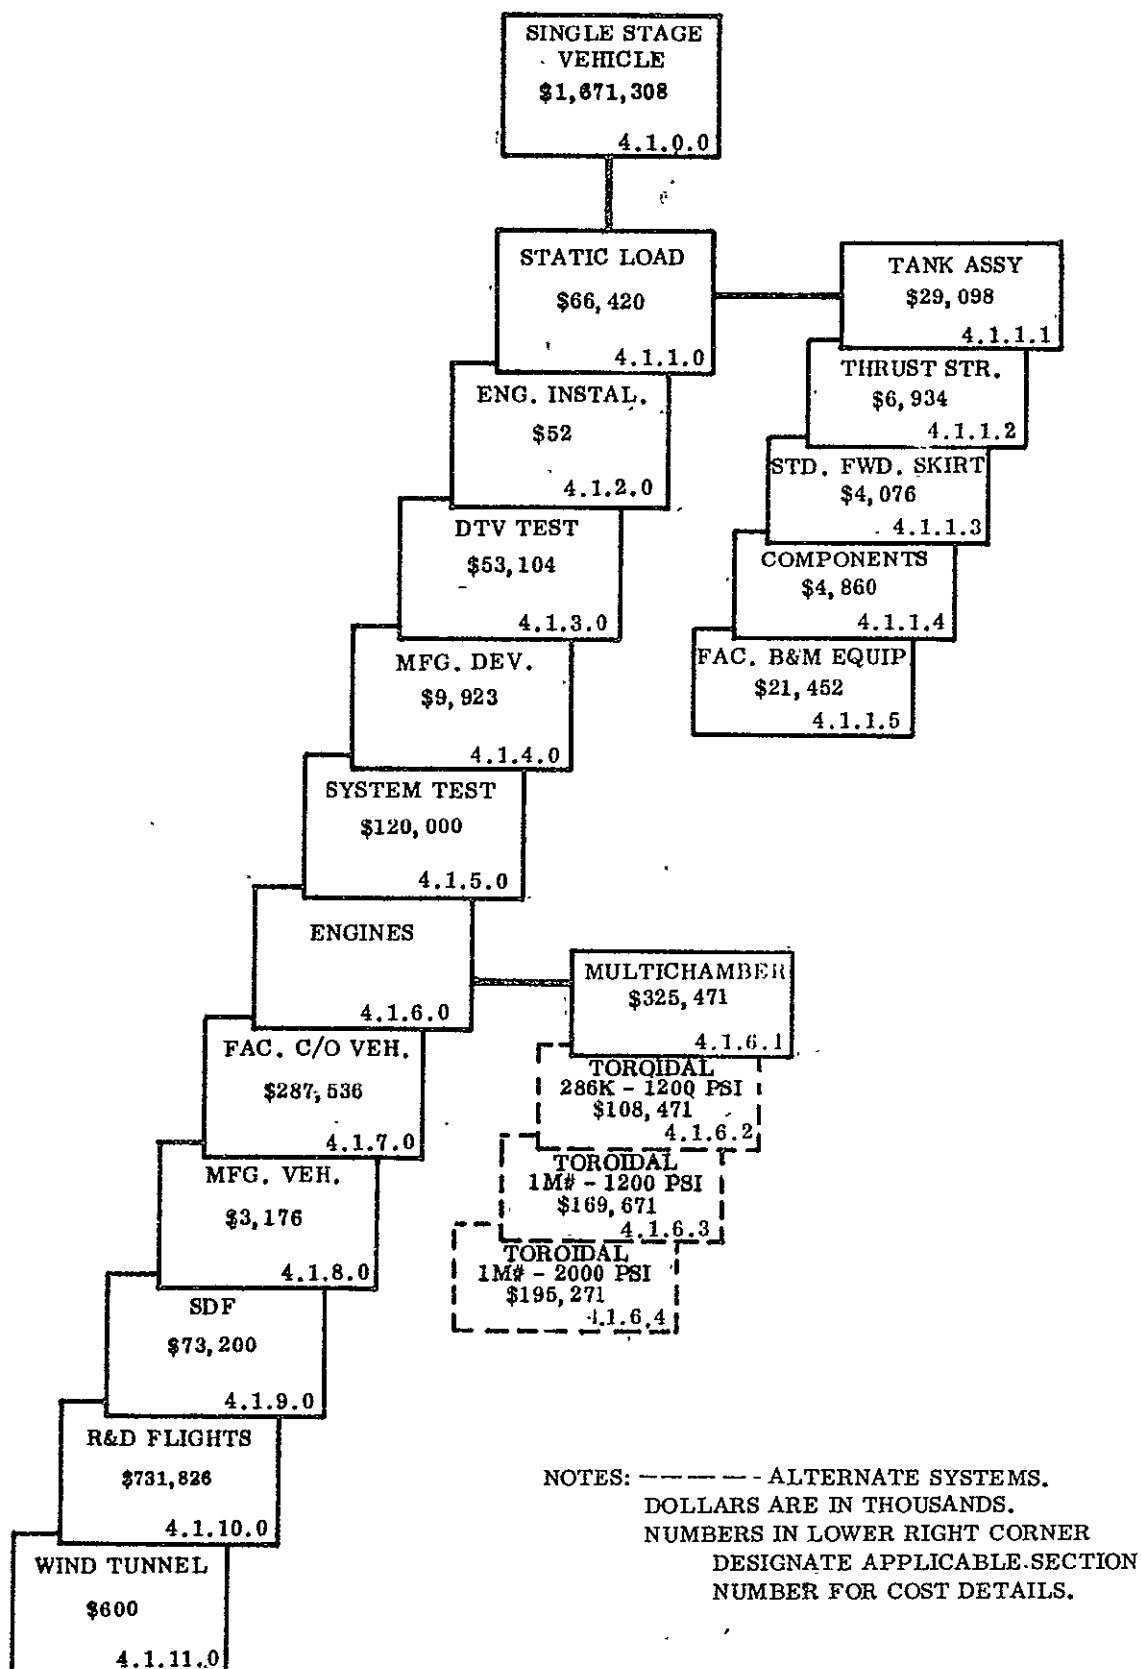 SINGLE STAGE
VEHICLE
$1,671,308
4.1.0.0
STATIC LOAD
$66,420
4.1.1.0
TANK ASSY
$29,098
4.1.1.1
THRUST STR.
$6,934
4.1.1.2
STD. FWD. SKIRT
$4,076
4.1.1.3
COMPONENTS
$4,860
4.1.1.4
FAC. B&M EQUIP
$21,452
4.1.1.5
ENG. INSTAL.
$52
4.1.2.0
DTV TEST
$53,104
4.1.3.0
MFG. DEV.
$9,923
4.1.4.0
SYSTEM TEST
$120,000
4.1.5.0
ENGINES
4.1.6.0
MULTICHAMBER
$325,471
4.1.6.1
TOROIDAL
286K - 1200 PSI
$108,471
4.1.6.2
TOROIDAL
1M# - 1200 PSI
$169,671
4.1.6.3
TOROIDAL
1M# - 2000 PSI
$195,271
4.1.6.4
FAC. C/O VEH.
$287,536
4.1.7.0
MFG. VEH.
$3,176
4.1.8.0
SDF
$73,200
4.1.9.0
R&D FLIGHTS
$731,826
4.1.10.0
WIND TUNNEL
$600
4.1.11.0
NOTES: ----- - ALTERNATE SYSTEMS.
DOLLARS ARE IN THOUSANDS.
NUMBERS IN LOWER RIGHT CORNER
DESIGNATE APPLICABLE SECTION
NUMBER FOR COST DETAILS.